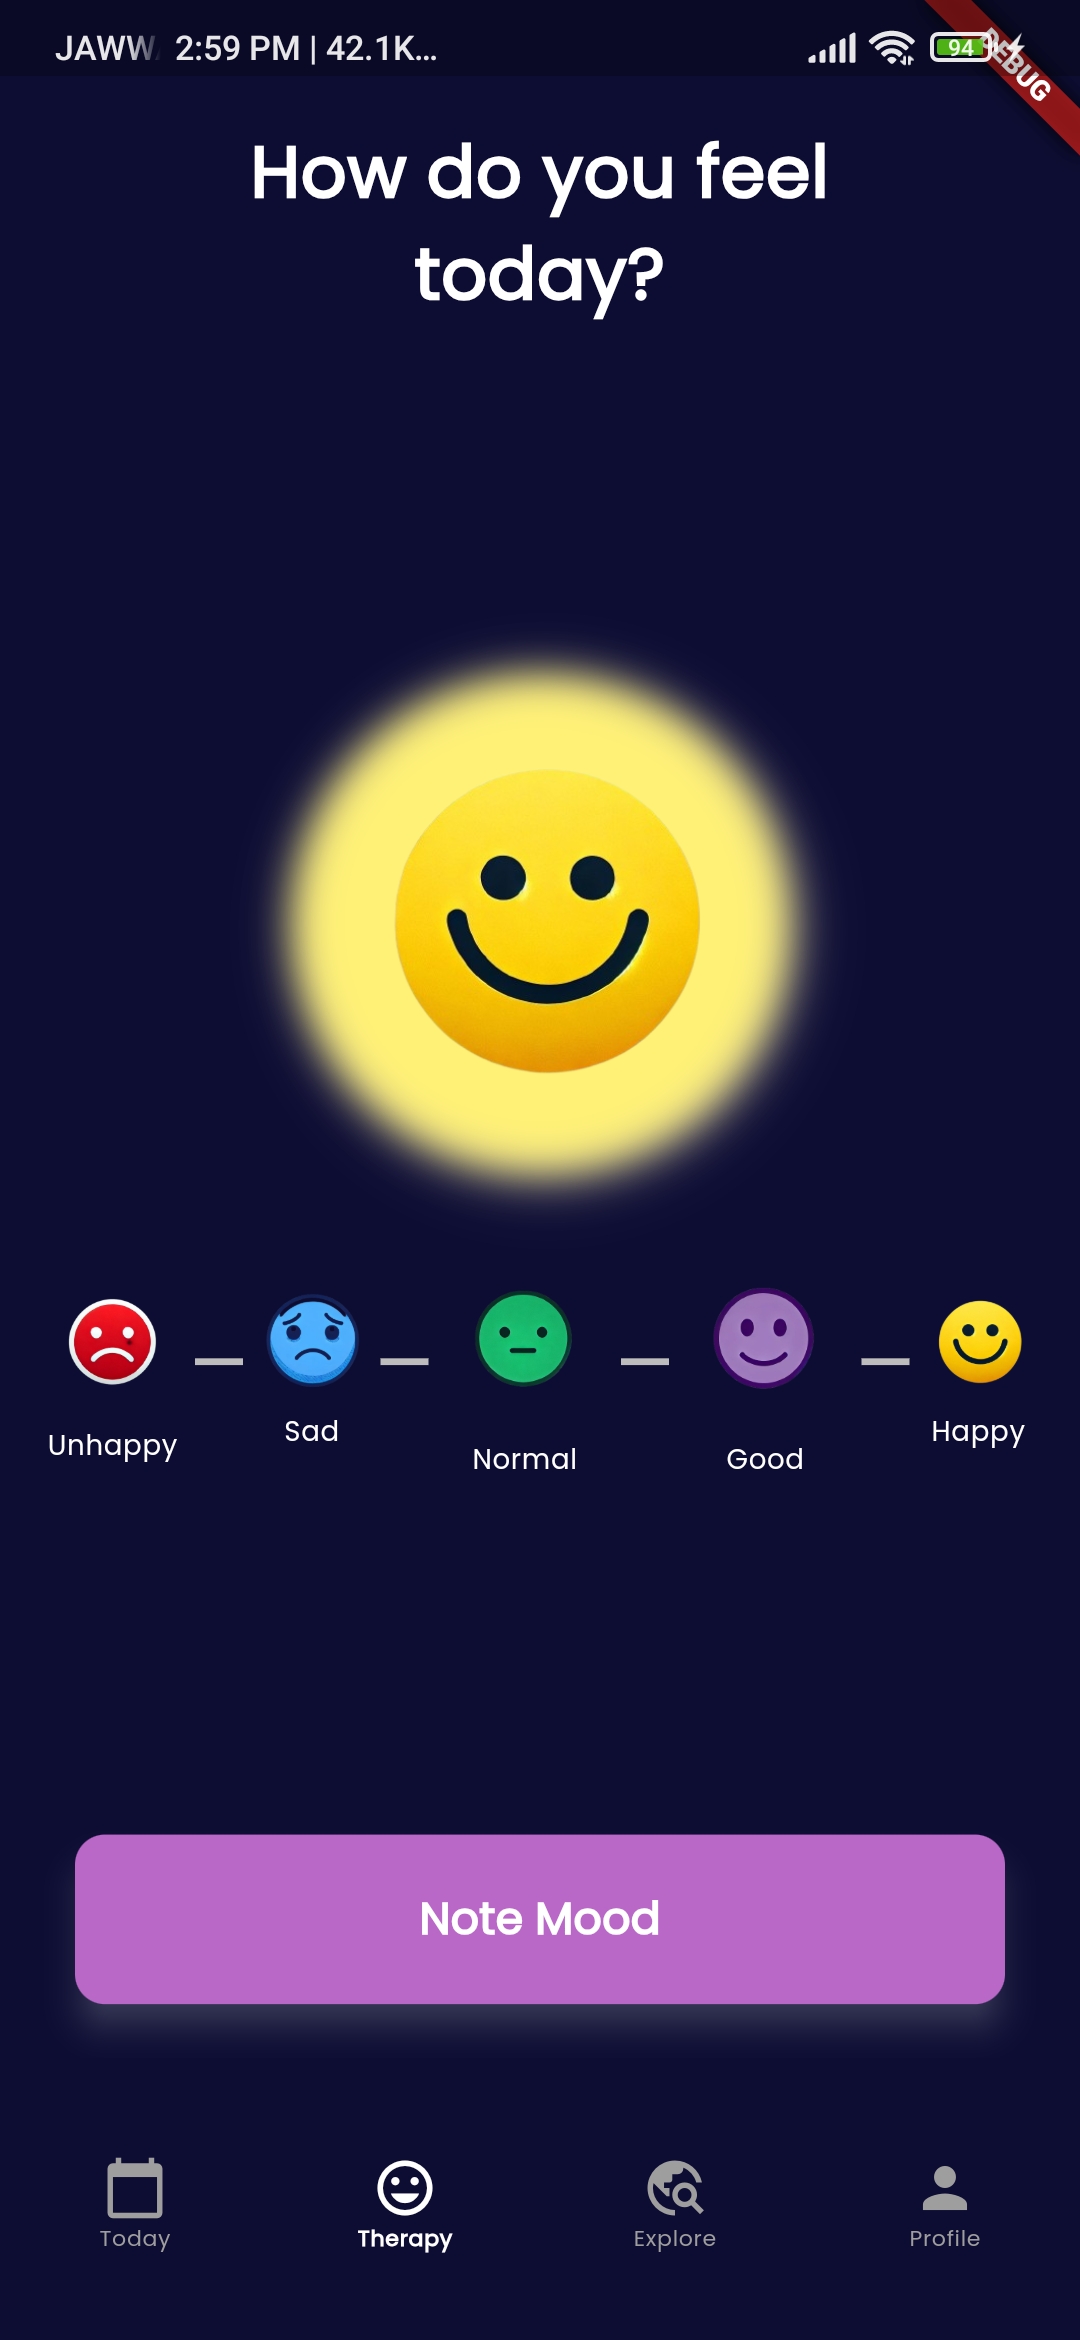 JAWW 2:59 PM | 42.1K... 94
DEBUG
How do you feel
today?
Unhappy
Sad
Normal
Good
Happy
Note Mood
Today
Therapy
Explore
Profile